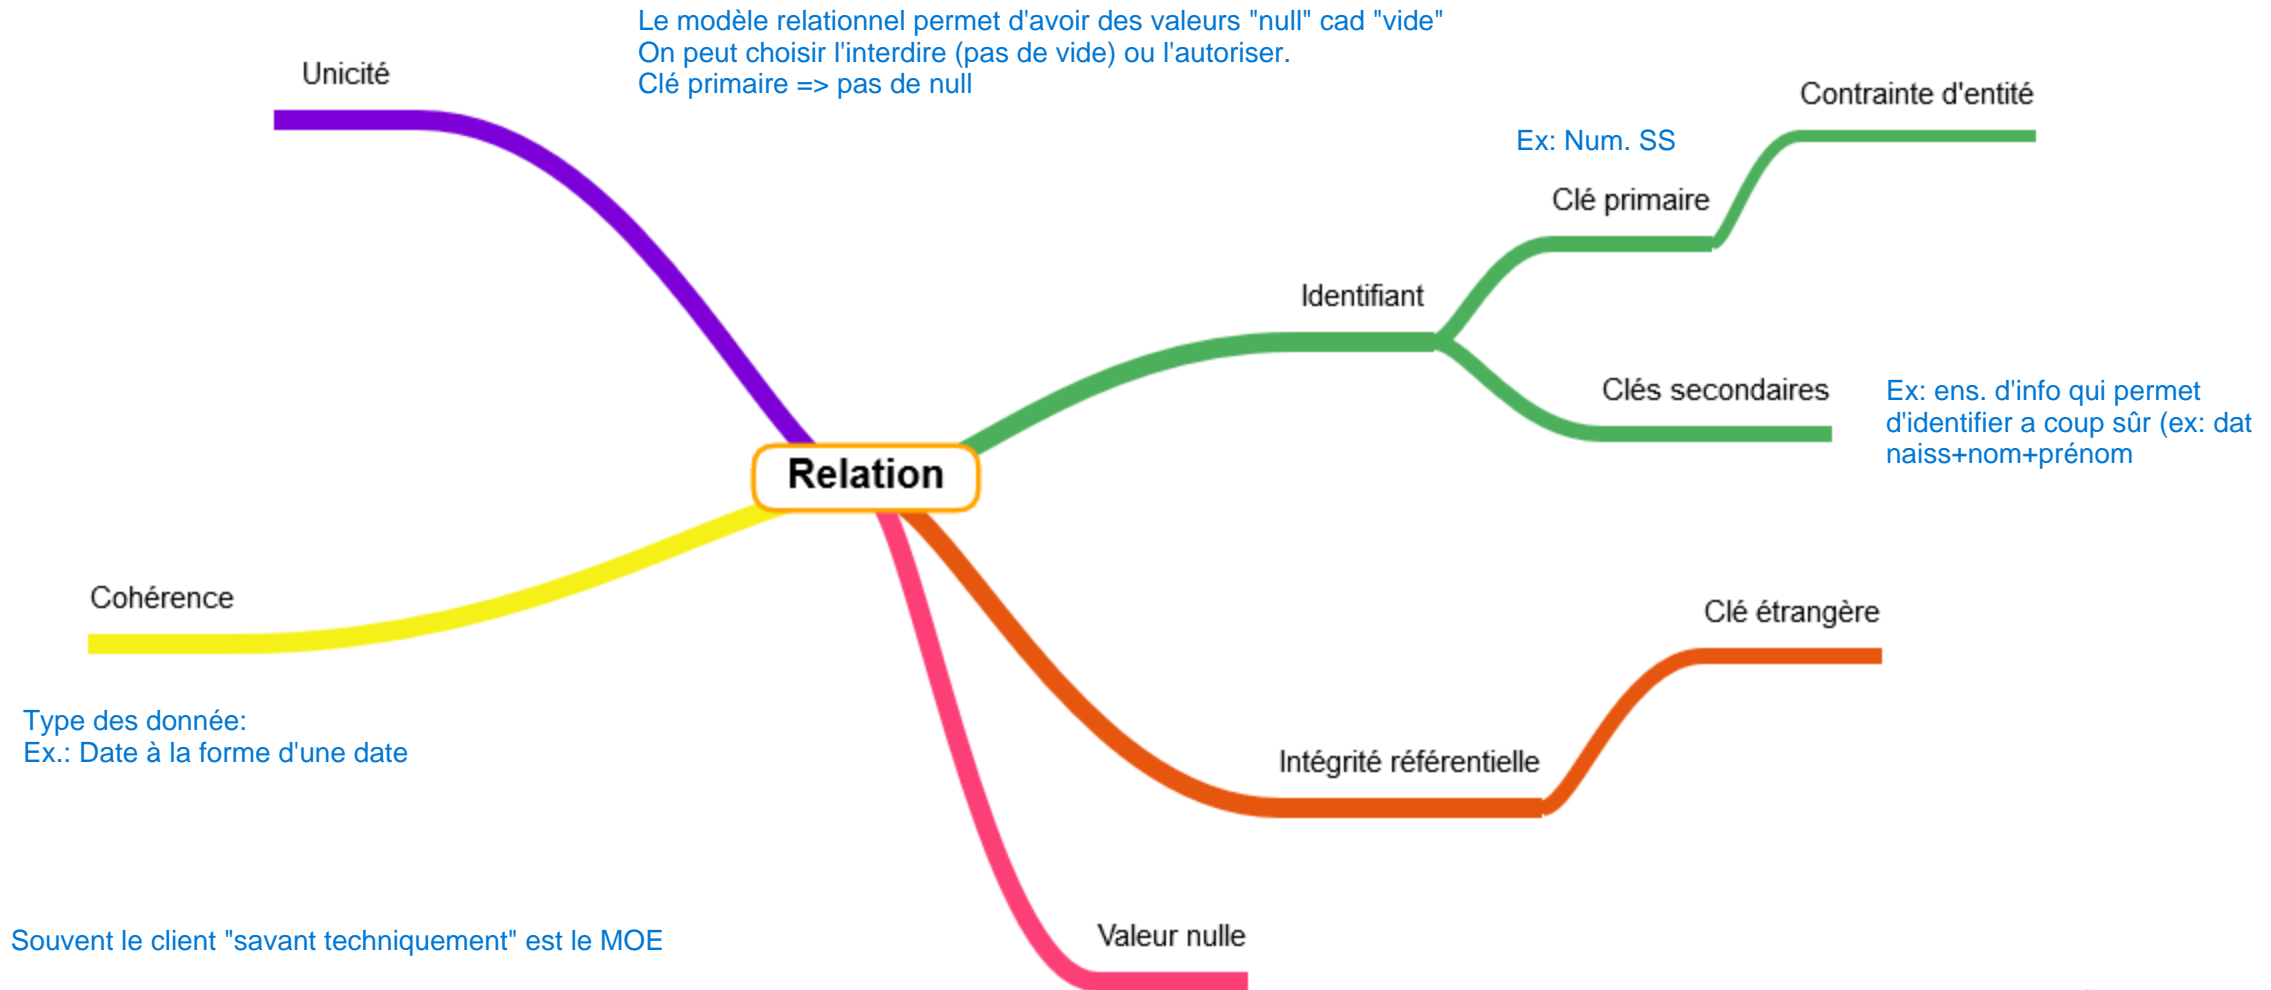 Le modèle relationnel permet d'avoir des valeurs "null" cad "vide"
On peut choisir l'interdire (pas de vide) ou l'autoriser.
Clé primaire => pas de null
Unicité
Contrainte d'entité
Ex: Num. SS
Clé primaire
Identifiant
Clés secondaires
Ex: ens. d'info qui permet
d'identifier a coup sûr (ex: dat
naiss+nom+prénom
Relation
Cohérence
Clé étrangère
Type des donnée:
Ex.: Date à la forme d'une date
Intégrité référentielle
Valeur nulle
Souvent le client "savant techniquement" est le MOE